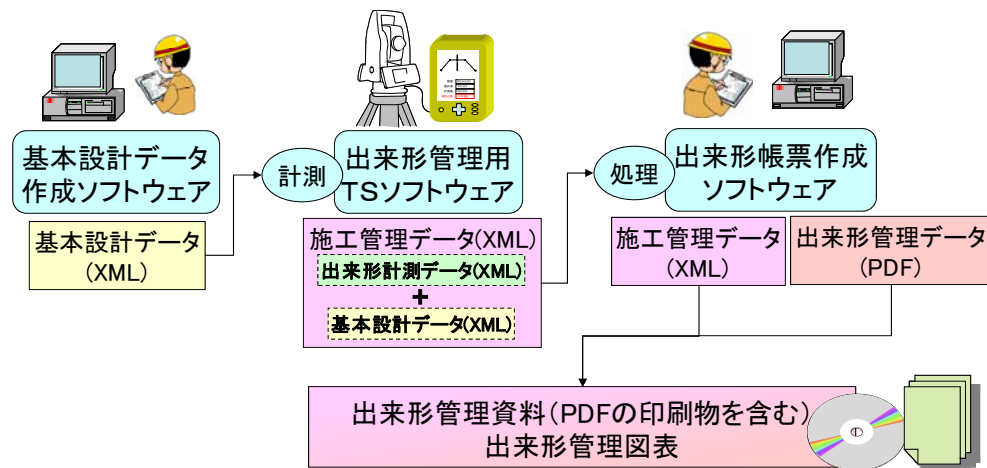 基本設計データ
作成ソフトウェア
計測
出来形管理用
TSソフトウェア
処理
出来形帳票作成
ソフトウェア
基本設計データ
(XML)
施工管理データ(XML)
出来形計測データ(XML)
+
基本設計データ(XML)
施工管理データ
(XML)
出来形管理データ
(PDF)
出来形管理資料(PDFの印刷物を含む)
出来形管理図表